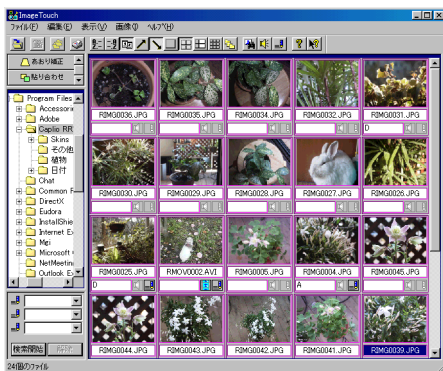 ImageTouch
ファイル(F) 編集(E) 表示(V) 画像(I) ヘルプ(H)
あおり補正
貼り合わせ
Program Files
Accessorie
Adobe
Caplio RR
Skins
その他
植物
日付
Chat
Common F
DirectX
Eudora
InstallShie
Internet Ex
Mgi
Microsoft
NetMeetin
Outlook Ex
検索開始 解除
RIMG0036.JPG RIMG0035.JPG RIMG0034.JPG RIMG0032.JPG RIMG0031.JPG
D
RIMG0030.JPG RIMG0029.JPG RIMG0028.JPG RIMG0027.JPG RIMG0026.JPG
RIMG0025.JPG RMOV0002.AVI RIMG0005.JPG RIMG0004.JPG RIMG0045.JPG
D A
RIMG0044.JPG RIMG0043.JPG RIMG0042.JPG RIMG0041.JPG RIMG0039.JPG
24個のファイル